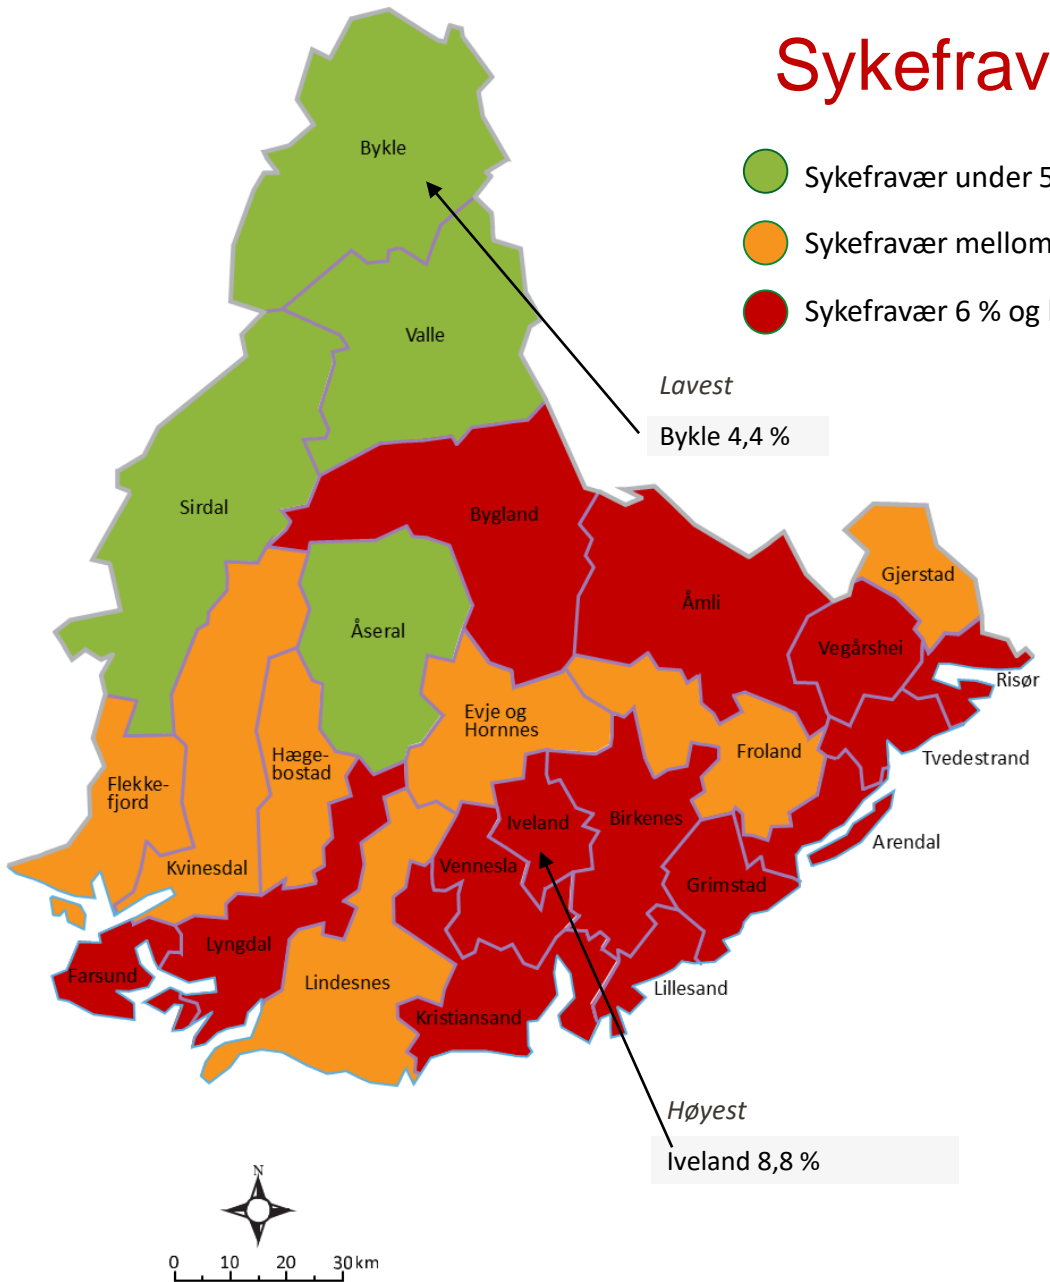 Sykefrav
Sykefravær under 5
Sykefravær mellom
Sykefravær 6 % og
Lavest
Bykle 4,4 %
Bykle
Valle
Sirdal
Bygland
Åmli
Gjerstad
Åseral
Vegårshei
Risør
Evje og
Hornnes
Hæge-
bostad
Froland
Tvedestrand
Flekke-
fjord
Iveland
Birkenes
Arendal
Kvinesdal
Vennesla
Grimstad
Lyngdal
Farsund
Lindesnes
Lillesand
Kristiansand
Høyest
Iveland 8,8 %
N
0 10 20 30 km